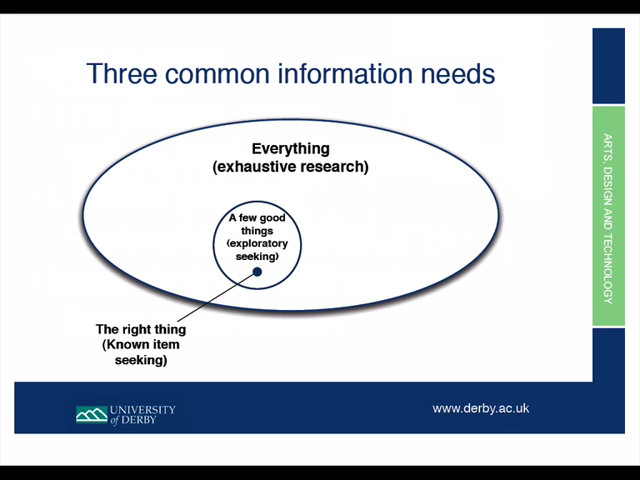 Three common information needs
Everything
(exhaustive research)
A few good
things
(exploratory
seeking)
The right thing
(Known item
seeking)
ARTS, DESIGN AND TECHNOLOGY
UNIVERSITY
of DERBY
www.derby.ac.uk